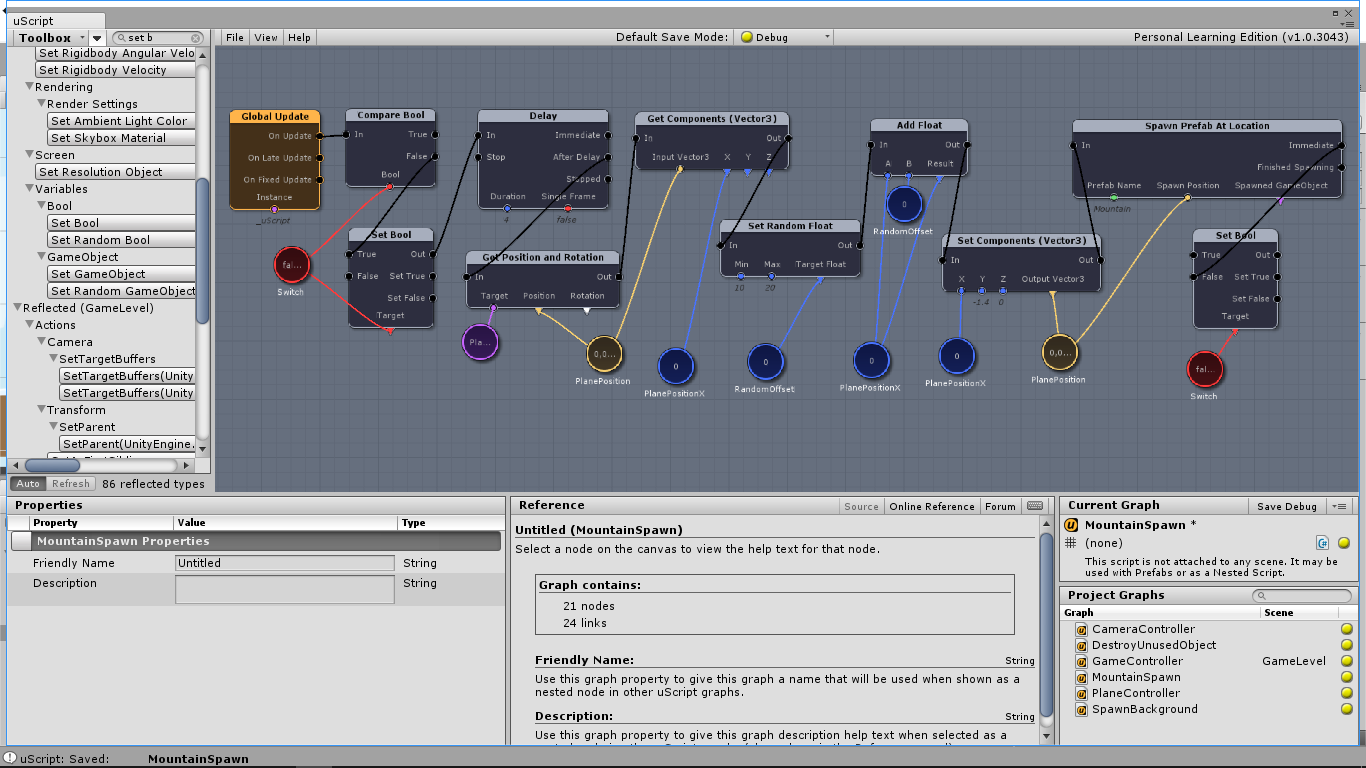 uScript
Toolbox
set b
File View Help
Default Save Mode: Debug
Personal Learning Edition (v1.0.3043)
Set Rigidbody Angular Velo
Set Rigidbody Velocity
Rendering
Render Settings
Set Ambient Light Color
Set Skybox Material
Screen
Set Resolution Object
Variables
Bool
Set Bool
Set Random Bool
GameObject
Set GameObject
Set Random GameObject
Reflected (GameLevel)
Actions
Camera
SetTargetBuffers
SetTargetBuffers(Unity
SetTargetBuffers(Unity
Transform
SetParent
SetParent(UnityEngine.
Auto Refresh 86 reflected types
Global Update
On Update
On Late Update
On Fixed Update
Instance
_uScript
Compare Bool
In True
False
Bool
fal...
Switch
Set Bool
True Out
False Set True
Set False
Target
Delay
In Immediate
Stop After Delay
Stopped
Duration Single Frame
4 false
Get Position and Rotation
In Out
Target Position Rotation
Pla...
0,0...
PlanePosition
Get Components (Vector3)
In Out
Input Vector3 X Y Z
0
PlanePositionX
Set Random Float
In Out
Min Max Target Float
10 20
0
RandomOffset
Add Float
In Out
A B Result
0
RandomOffset
0
PlanePositionX
Set Components (Vector3)
In Out
X Y Z Output Vector3
-1.4 0
0
PlanePositionX
0,0...
PlanePosition
Spawn Prefab At Location
In Immediate
Finished Spawning
Prefab Name Spawn Position Spawned GameObject
Mountain
Set Bool
True Out
False Set True
Set False
Target
fal...
Switch
Properties
Property Value Type
MountainSpawn Properties
Friendly Name Untitled String
Description String
Reference
Source Online Reference Forum
Untitled (MountainSpawn)
Select a node on the canvas to view the help text for that node.
Graph contains:
21 nodes
24 links
Friendly Name: String
Use this graph property to give this graph a name that will be used when shown as a
nested node in other uScript graphs.
Description: String
Use this graph property to give this graph description help text when selected as a
Current Graph Save Debug
MountainSpawn *
(none)
This script is not attached to any scene. It may be
used with Prefabs or as a Nested Script.
Project Graphs
Graph Scene
CameraController
DestroyUnusedObject
GameController GameLevel
MountainSpawn
PlaneController
SpawnBackground
uScript: Saved: MountainSpawn